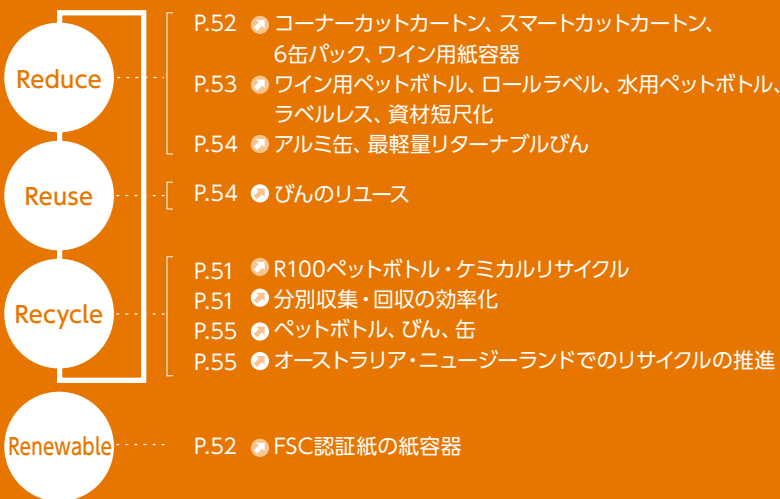 Reduce
P.52 コーナーカットカートン、スマートカットカートン、
6缶パック、ワイン用紙容器
P.53 ワイン用ペットボトル、ロールラベル、水用ペットボトル、
ラベルレス、資材短尺化
P.54 アルミ缶、最軽量リターナブルびん
Reuse
P.54 びんのリユース
Recycle
P.51 R100ペットボトル・ケミカルリサイクル
P.51 分別収集・回収の効率化
P.55 ペットボトル、びん、缶
P.55 オーストラリア・ニュージーランドでのリサイクルの推進
Renewable
P.52 FSC認証紙の紙容器